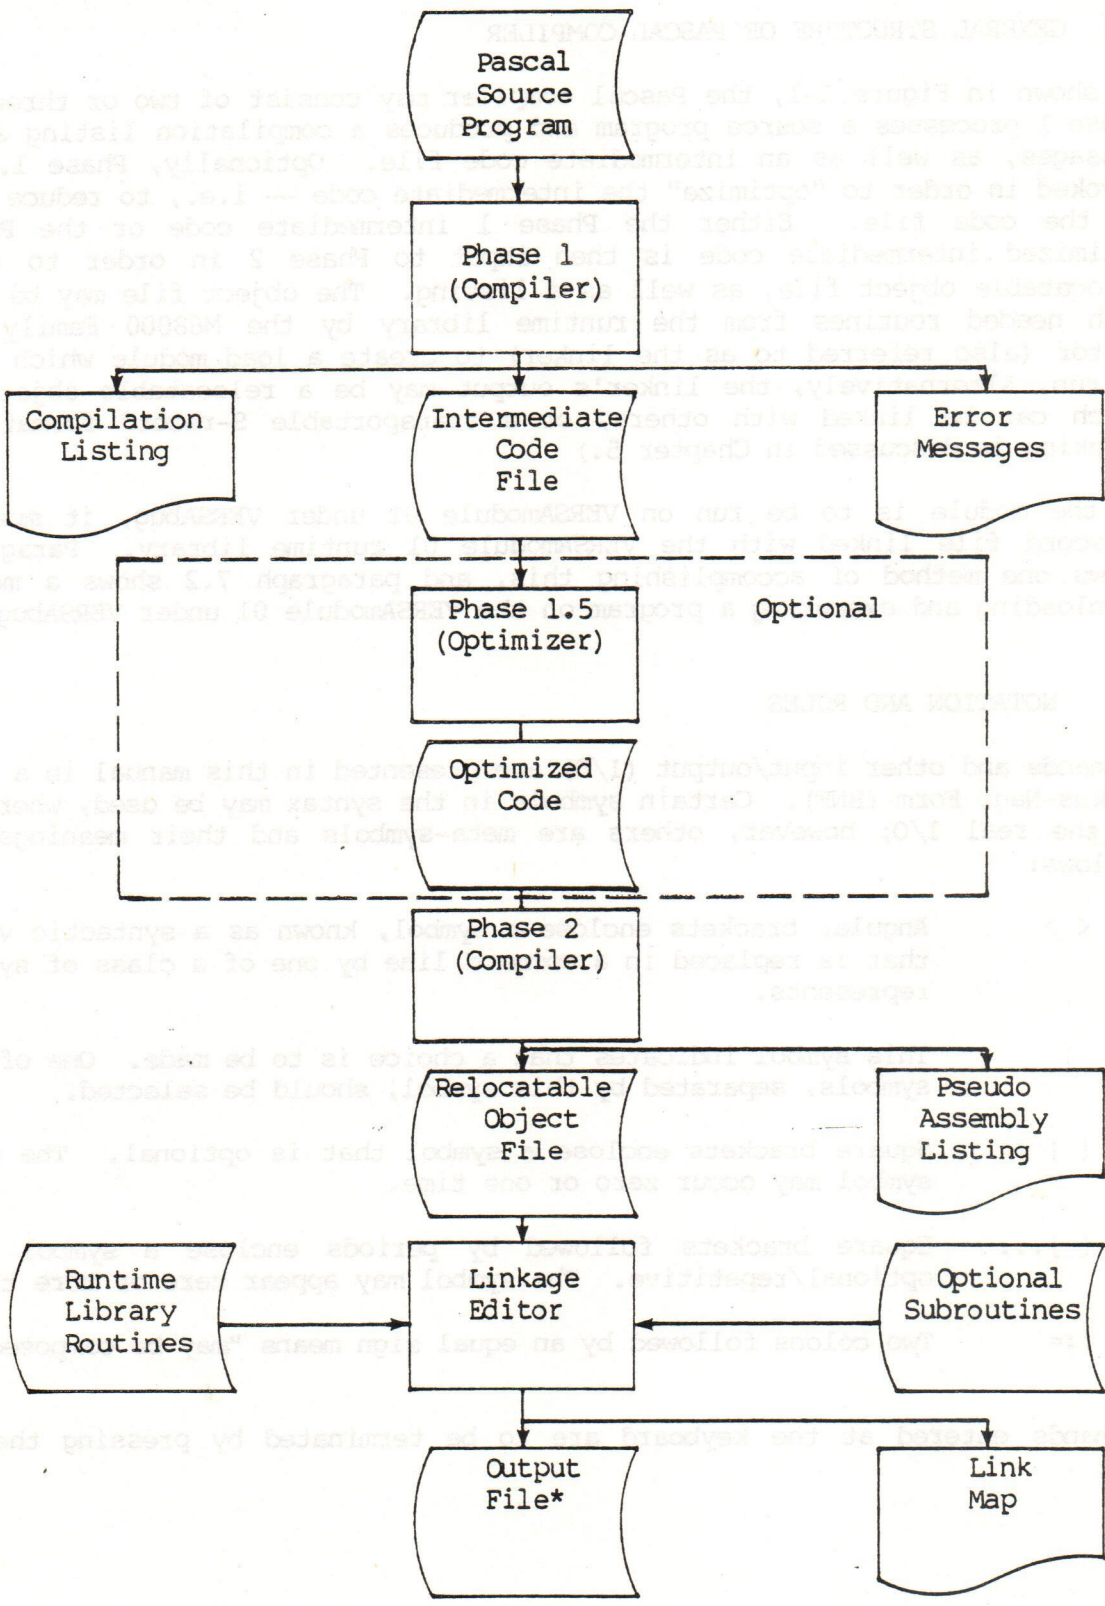 Pascal
Source
Program
Phase 1
(Compiler)
Compilation
Listing
Intermediate
Code
File
Error
Messages
Phase 1.5
(Optimizer)
Optional
Optimized
Code
Phase 2
(Compiler)
Relocatable
Object
File
Pseudo
Assembly
Listing
Runtime
Library
Routines
Linkage
Editor
Optional
Subroutines
Output
File*
Link
Map